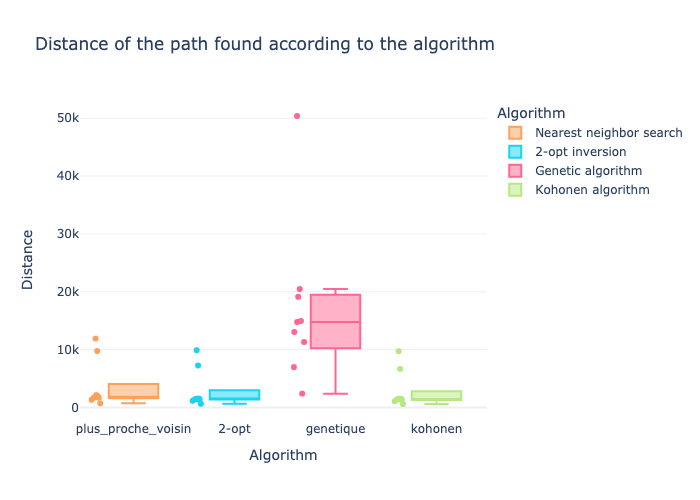 Distance of the path found according to the algorithm
Algorithm
Nearest neighbor search
2-opt inversion
Genetic algorithm
Kohonen algorithm
50k
40k
30k
20k
10k
0
Distance
plus_proche_voisin
2-opt
genetique
kohonen
Algorithm